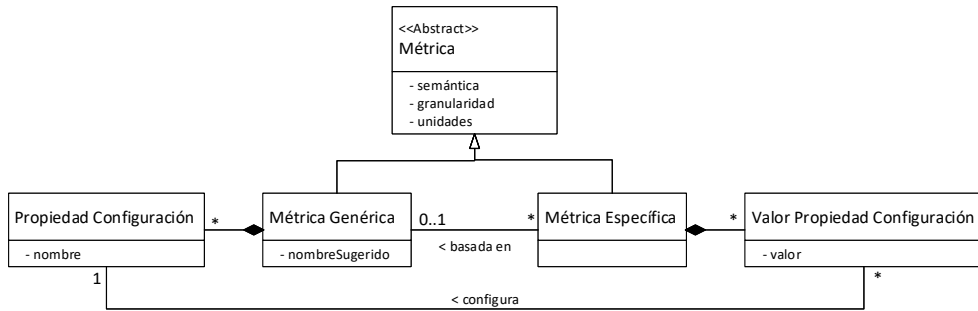 <<Abstract>>
Métrica
- semántica
- granularidad
- unidades
Propiedad Configuración
- nombre
*
Métrica Genérica
- nombreSugerido
0..1
*
< basada en
Métrica Específica
*
Valor Propiedad Configuración
- valor
1
*
< configura